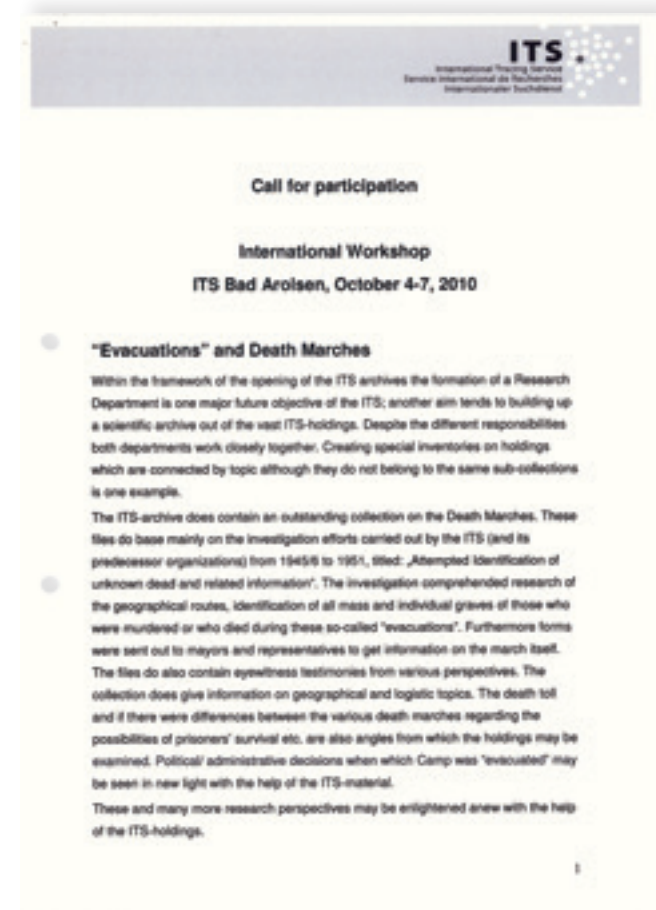 ITS
International Tracing Service
Service International de Recherches
Internationaler Suchdienst
Call for participation
International Workshop
ITS Bad Arolsen, October 4-7, 2010
"Evacuations" and Death Marches
Within the framework of the opening of the ITS archives the formation of a Research
Department is one major future objective of the ITS; another aim tends to building up
a scientific archive out of the vast ITS-holdings. Despite the different responsibilities
both departments work closely together. Creating special inventories on holdings
which are connected by topic although they do not belong to the same sub-collections
is one example.
The ITS-archive does contain an outstanding collection on the Death Marches. These
files do base mainly on the investigation efforts carried out by the ITS (and its
predecessor organizations) from 1945/6 to 1951, titled: „Attempted Identification of
unknown dead and related information". The investigation comprehended research of
the geographical routes, identification of all mass and individual graves of those who
were murdered or who died during these so-called "evacuations". Furthermore forms
were sent out to mayors and representatives to get information on the march itself.
The files do also contain eyewitness testimonies from various perspectives. The
collection does give information on geographical and logistic topics. The death toll
and if there were differences between the various death marches regarding the
possibilities of prisoners' survival etc. are also angles from which the holdings may be
examined. Political/ administrative decisions when which Camp was "evacuated" may
be seen in new light with the help of the ITS-material.
These and many more research perspectives may be enlightened anew with the help
of the ITS-holdings.
1